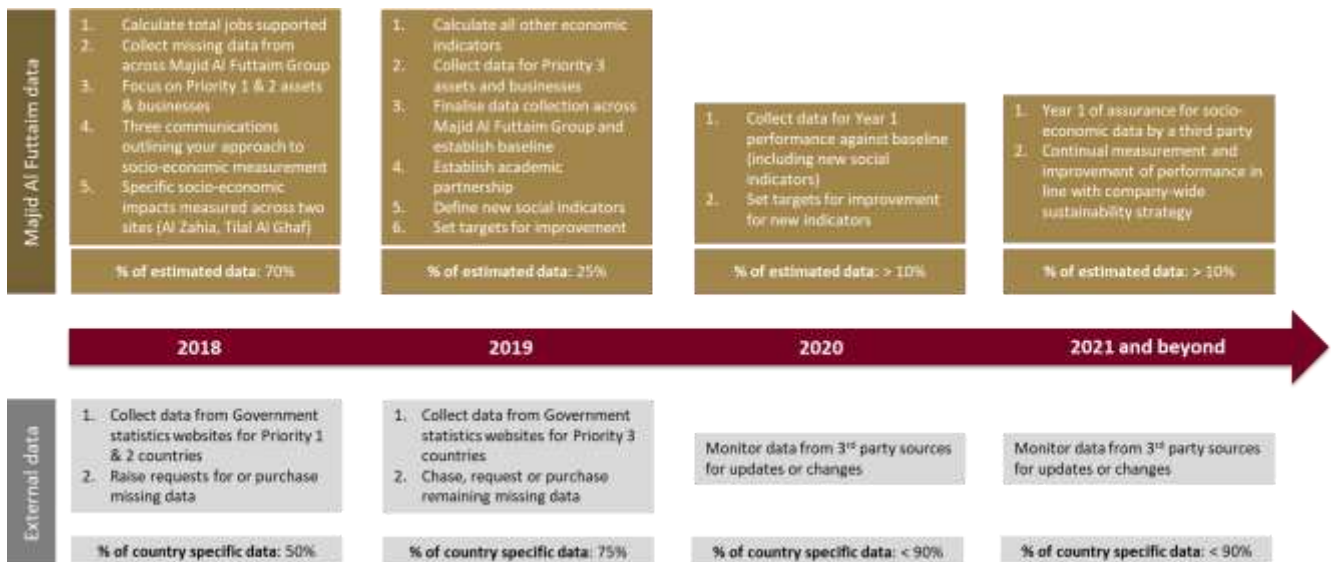 Majid Al Futtaim data
1. Calculate total jobs supported
2. Collect missing data from
across Majid Al Futtaim Group
3. Focus on Priority 1 & 2 assets
& businesses
4. Three communications
outlining your approach to
socio-economic measurement
5. Specific socio-economic
impacts measured across two
sites (Al Zahia, Tilal Al Ghaf)
% of estimated data: 70%
1. Calculate all other economic
indicators
2. Collect data for Priority 3
assets and businesses
3. Finalise data collection across
Majid Al Futtaim Group and
establish baseline
4. Establish academic
partnership
5. Define new social indicators
6. Set targets for improvement
% of estimated data: 25%
1. Collect data for Year 1
performance against baseline
(including new social
indicators)
2. Set targets for improvement
for new indicators
% of estimated data: > 10%
1. Year 1 of assurance for socio-
economic data by a third party
2. Continual measurement and
improvement of performance in
line with company-wide
sustainability strategy
% of estimated data: > 10%
2018
2019
2020
2021 and beyond
External data
1. Collect data from Government
statistics websites for Priority 1
& 2 countries
2. Raise requests for or purchase
missing data
% of country specific data: 50%
1. Collect data from Government
statistics websites for Priority 3
countries
2. Chase, request or purchase
remaining missing data
% of country specific data: 75%
Monitor data from 3rd party sources
for updates or changes
% of country specific data: < 90%
Monitor data from 3rd party sources
for updates or changes
% of country specific data: < 90%